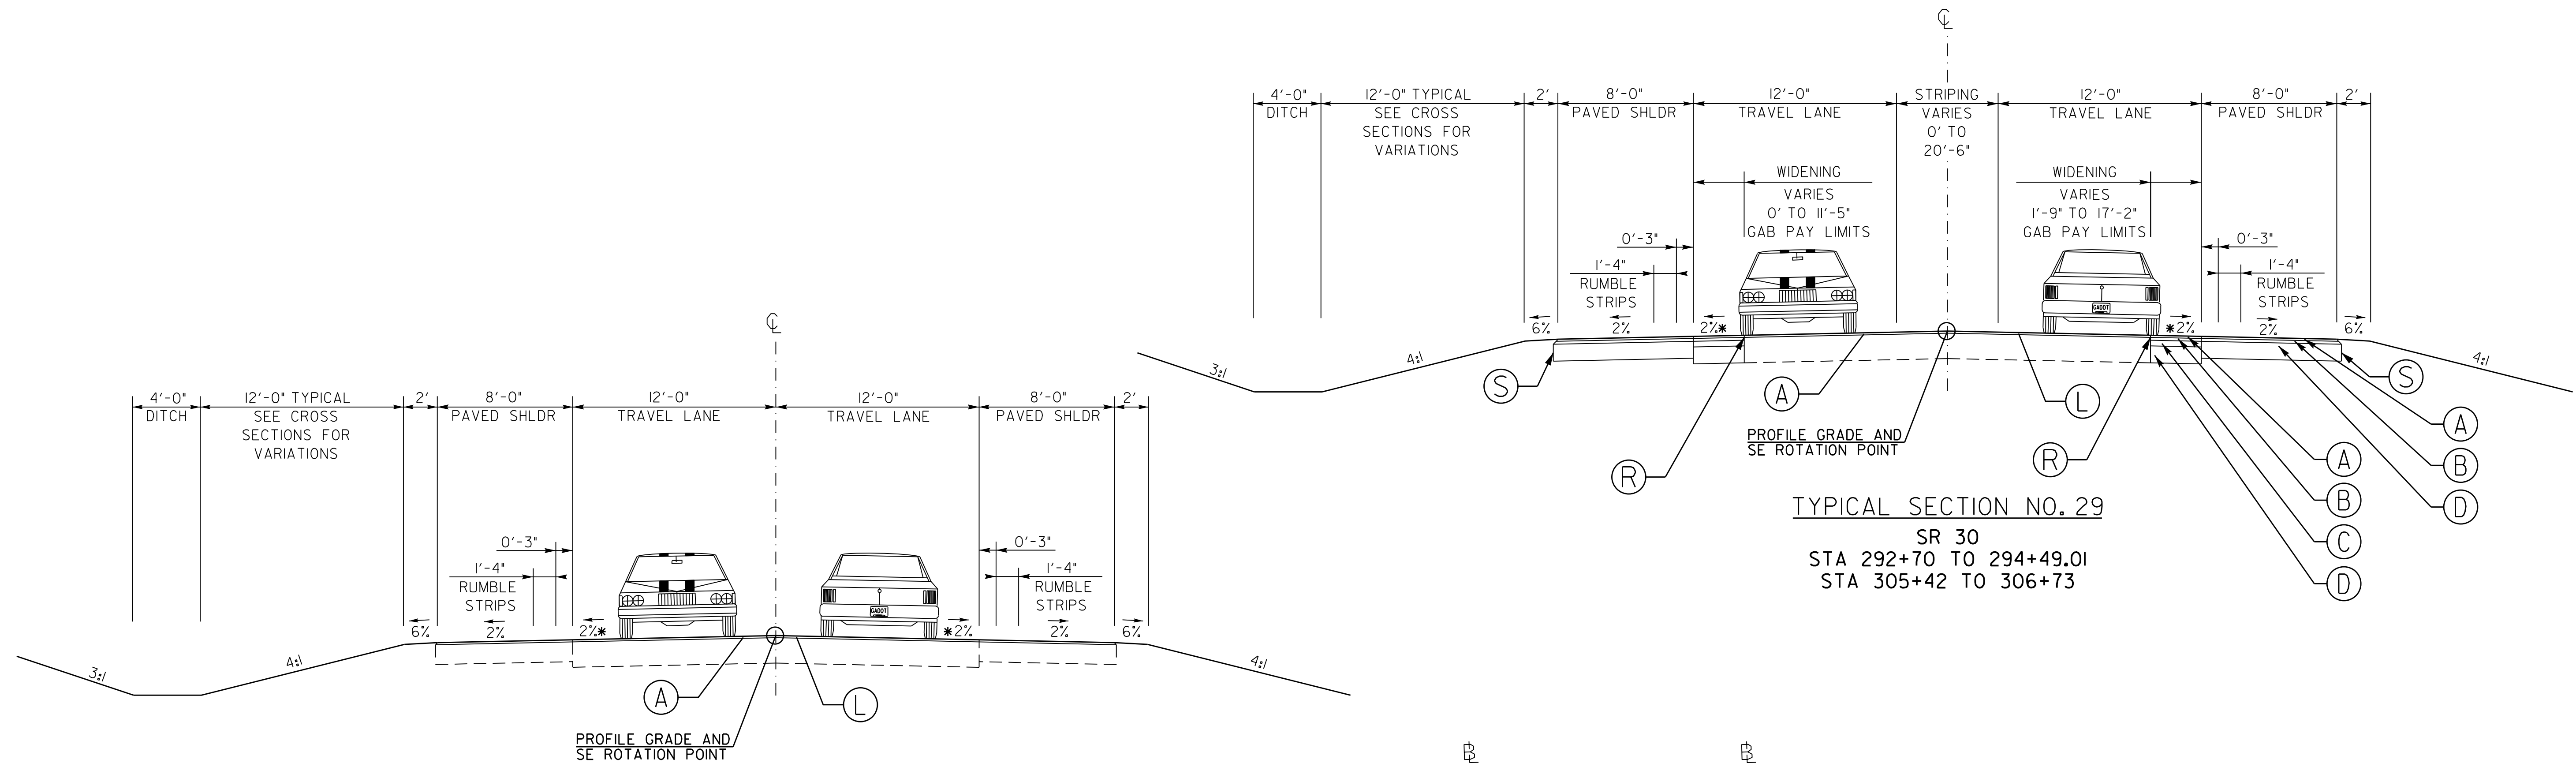 ℄
4'-0"
DITCH
12'-0" TYPICAL
SEE CROSS
SECTIONS FOR
VARIATIONS
2'
8'-0"
PAVED SHLDR
12'-0"
TRAVEL LANE
STRIPING
VARIES
0' TO
20'-6"
12'-0"
TRAVEL LANE
8'-0"
PAVED SHLDR
2'
WIDENING
VARIES
0' TO 11'-5"
GAB PAY LIMITS
WIDENING
VARIES
1'-9" TO 17'-2"
GAB PAY LIMITS
0'-3"
1'-4"
RUMBLE
STRIPS
0'-3"
1'-4"
RUMBLE
STRIPS
GADOT
6%
2%
2%*
*2%
2%
6%
3:1
4:1
4:1
S
R
A
PROFILE GRADE AND
SE ROTATION POINT
L
R
S
A
B
D
A
B
C
D
TYPICAL SECTION NO. 29
SR 30
STA 292+70 TO 294+49.01
STA 305+42 TO 306+73
℄
4'-0"
DITCH
12'-0" TYPICAL
SEE CROSS
SECTIONS FOR
VARIATIONS
2'
8'-0"
PAVED SHLDR
12'-0"
TRAVEL LANE
12'-0"
TRAVEL LANE
8'-0"
PAVED SHLDR
2'
0'-3"
1'-4"
RUMBLE
STRIPS
0'-3"
1'-4"
RUMBLE
STRIPS
GADOT
6%
2%
2%*
*2%
2%
6%
3:1
4:1
4:1
A
L
PROFILE GRADE AND
SE ROTATION POINT
BL
BL